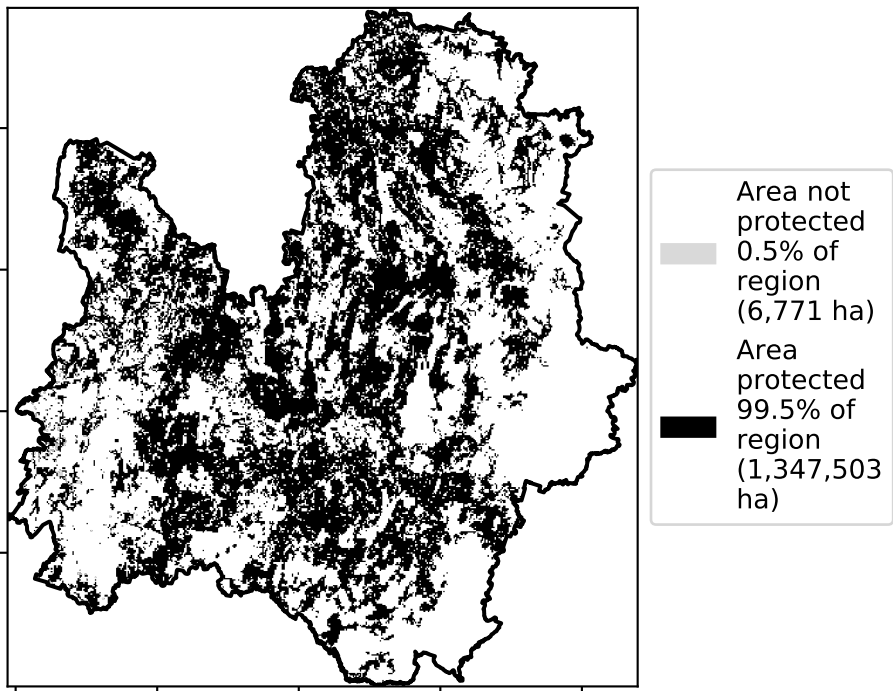 Area not
protected
0.5% of
region
(6,771 ha)
Area
protected
99.5% of
region
(1,347,503
ha)